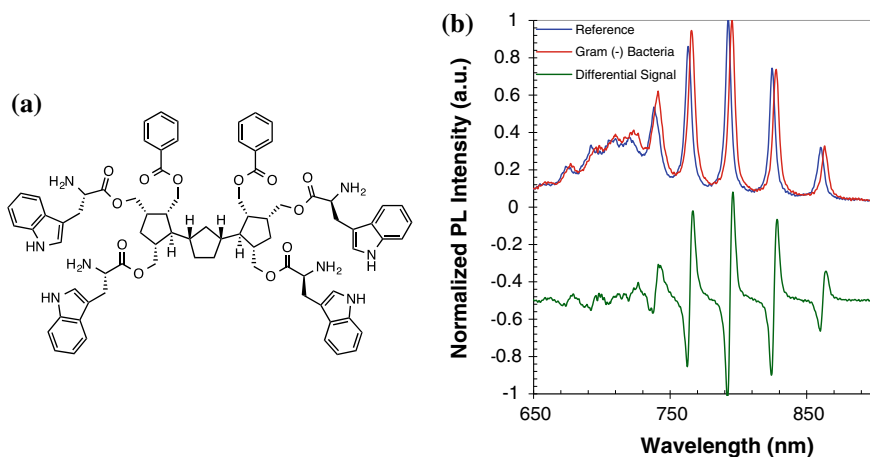 (a)
O
O
O
O
H2N
O
O
O
O
NH2
O
O
HN
H
H
N
H
H2N
O
O
H
H
O
O
NH2
HN
N
H
(b)
Normalized PL Intensity (a.u.)
1
0.8
0.6
0.4
0.2
0
-0.2
-0.4
-0.6
-0.8
-1
Reference
Gram (-) Bacteria
Differential Signal
650
750
850
Wavelength (nm)